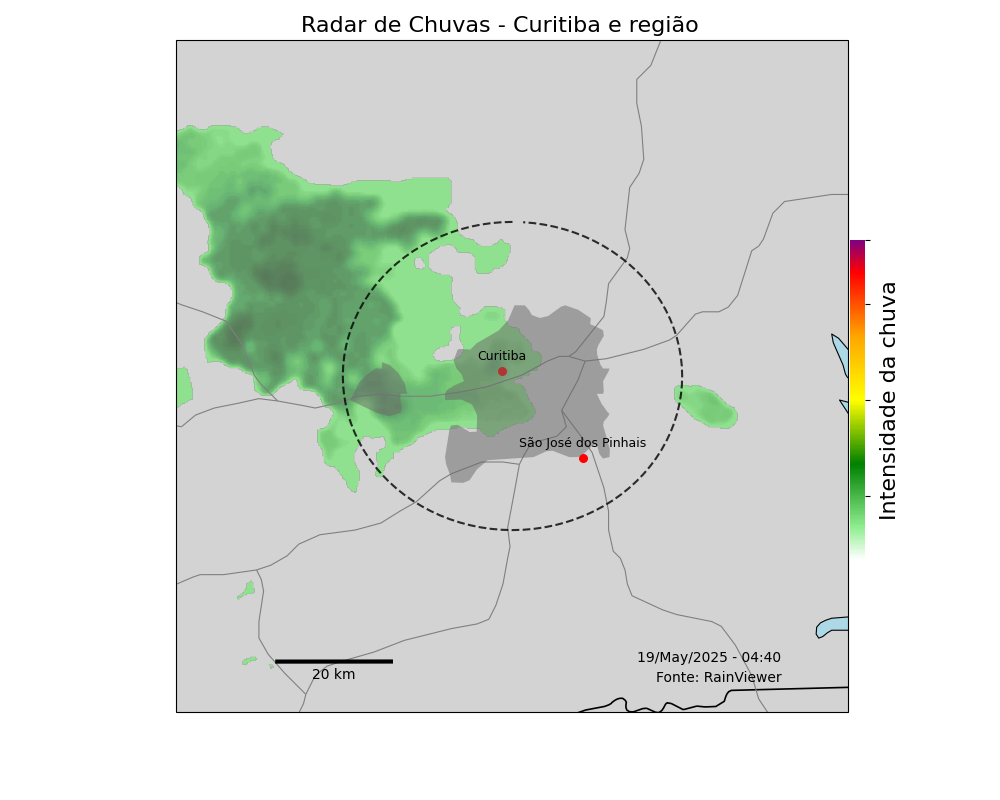 Radar de Chuvas - Curitiba e região
Curitiba
São José dos Pinhais
Intensidade da chuva
19/May/2025 - 04:40
20 km
Fonte: RainViewer